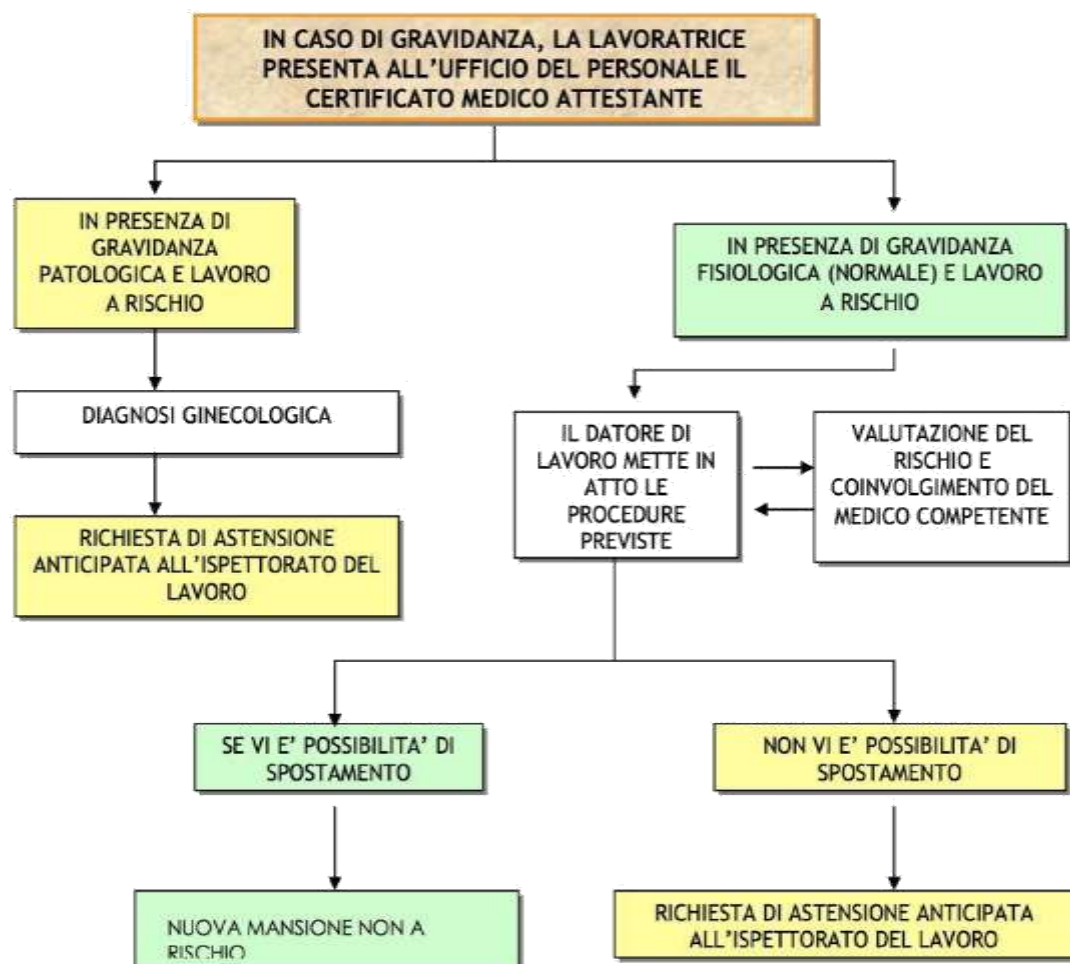 IN CASO DI GRAVIDANZA, LA LAVORATRICE
PRESENTA ALL'UFFICIO DEL PERSONALE IL
CERTIFICATO MEDICO ATTESTANTE
IN PRESENZA DI
GRAVIDANZA
PATOLOGICA E LAVORO
A RISCHIO
IN PRESENZA DI GRAVIDANZA
FISIOLOGICA (NORMALE) E LAVORO
A RISCHIO
DIAGNOSI GINECOLOGICA
RICHIESTA DI ASTENSIONE
ANTICIPATA ALL'ISPETTORATO DEL
LAVORO
IL DATORE DI
LAVORO METTE IN
ATTO LE
PROCEDURE
PREVISTE
VALUTAZIONE DEL
RISCHIO E
COINVOLGIMENTO DEL
MEDICO COMPETENTE
SE VI E' POSSIBILITA' DI
SPOSTAMENTO
NON VI E' POSSIBILITA' DI
SPOSTAMENTO
NUOVA MANSIONE NON A
RISCHIO
RICHIESTA DI ASTENSIONE ANTICIPATA
ALL'ISPETTORATO DEL LAVORO